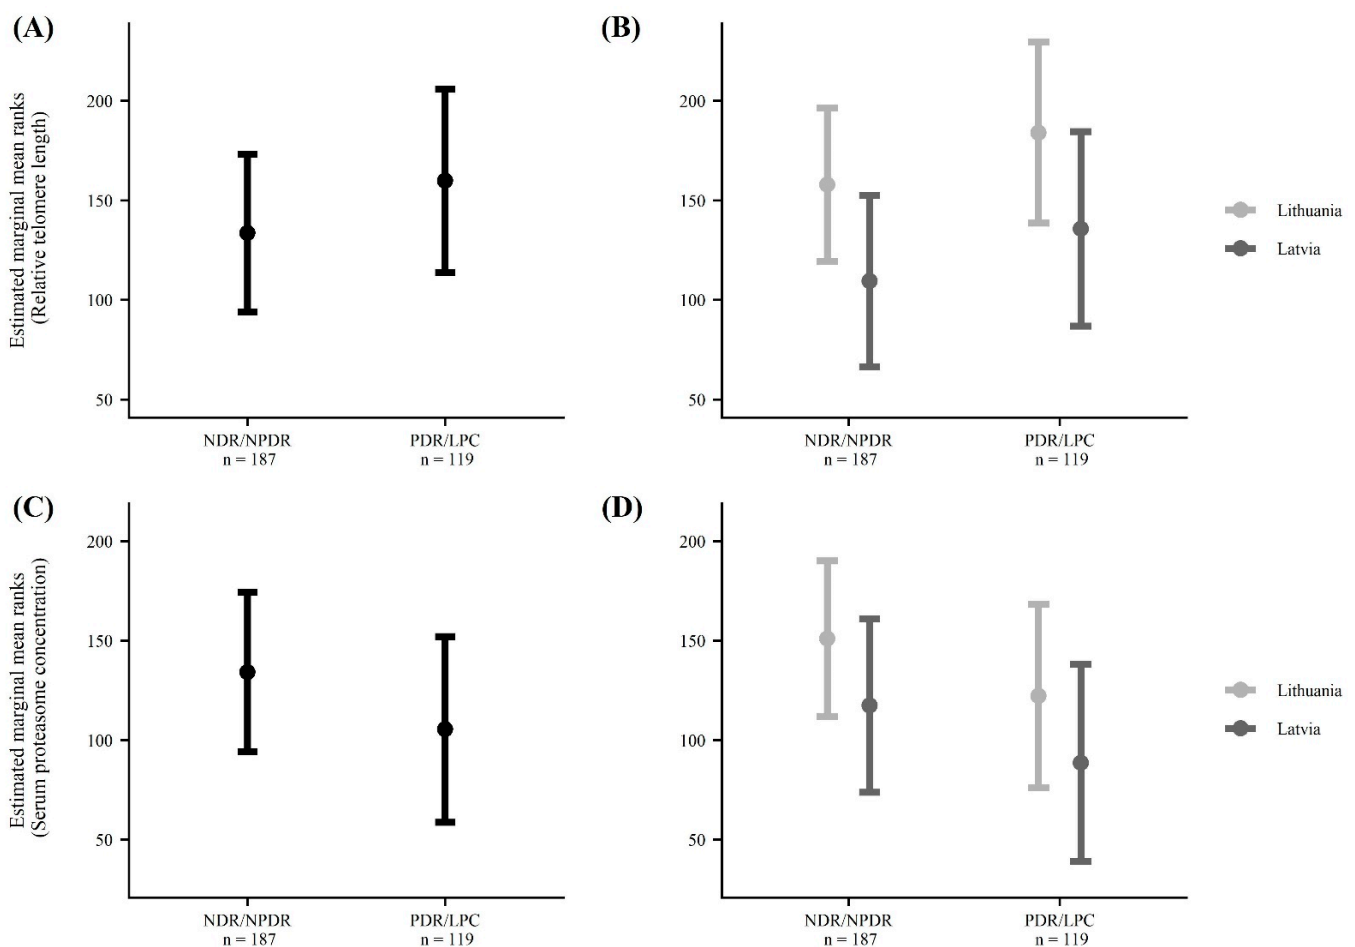 (A)
Estimated marginal mean ranks
(Relative telomere length)
200
150
100
50
NDR/NPDR
n = 187
PDR/LPC
n = 119
(B)
200
150
100
50
NDR/NPDR
n = 187
PDR/LPC
n = 119
Lithuania
Latvia
(C)
Estimated marginal mean ranks
(Serum proteasome concentration)
200
150
100
50
NDR/NPDR
n = 187
PDR/LPC
n = 119
(D)
200
150
100
50
NDR/NPDR
n = 187
PDR/LPC
n = 119
Lithuania
Latvia